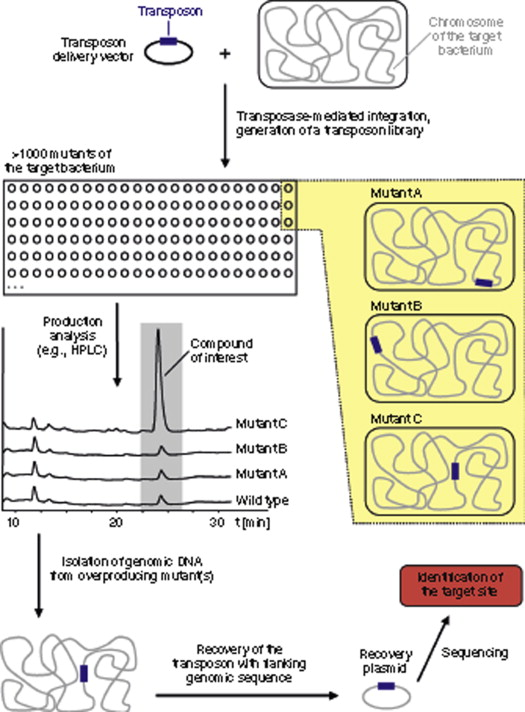 Transposon
Transposon
delivery vector
+
Chromosome
of the target
bacterium
Transposase-mediated integration,
generation of a transposon library
>1000 mutants of
the target bacterium
...
Mutant A
Mutant B
Mutant C
Production
analysis
(e.g., HPLC)
Compound
of interest
Mutant C
Mutant B
Mutant A
Wild type
10
20
30
t [min]
Isolation of genomic DNA
from overproducing mutant(s)
Recovery of the
transposon with flanking
genomic sequence
Recovery
plasmid
Sequencing
Identification of
the target site